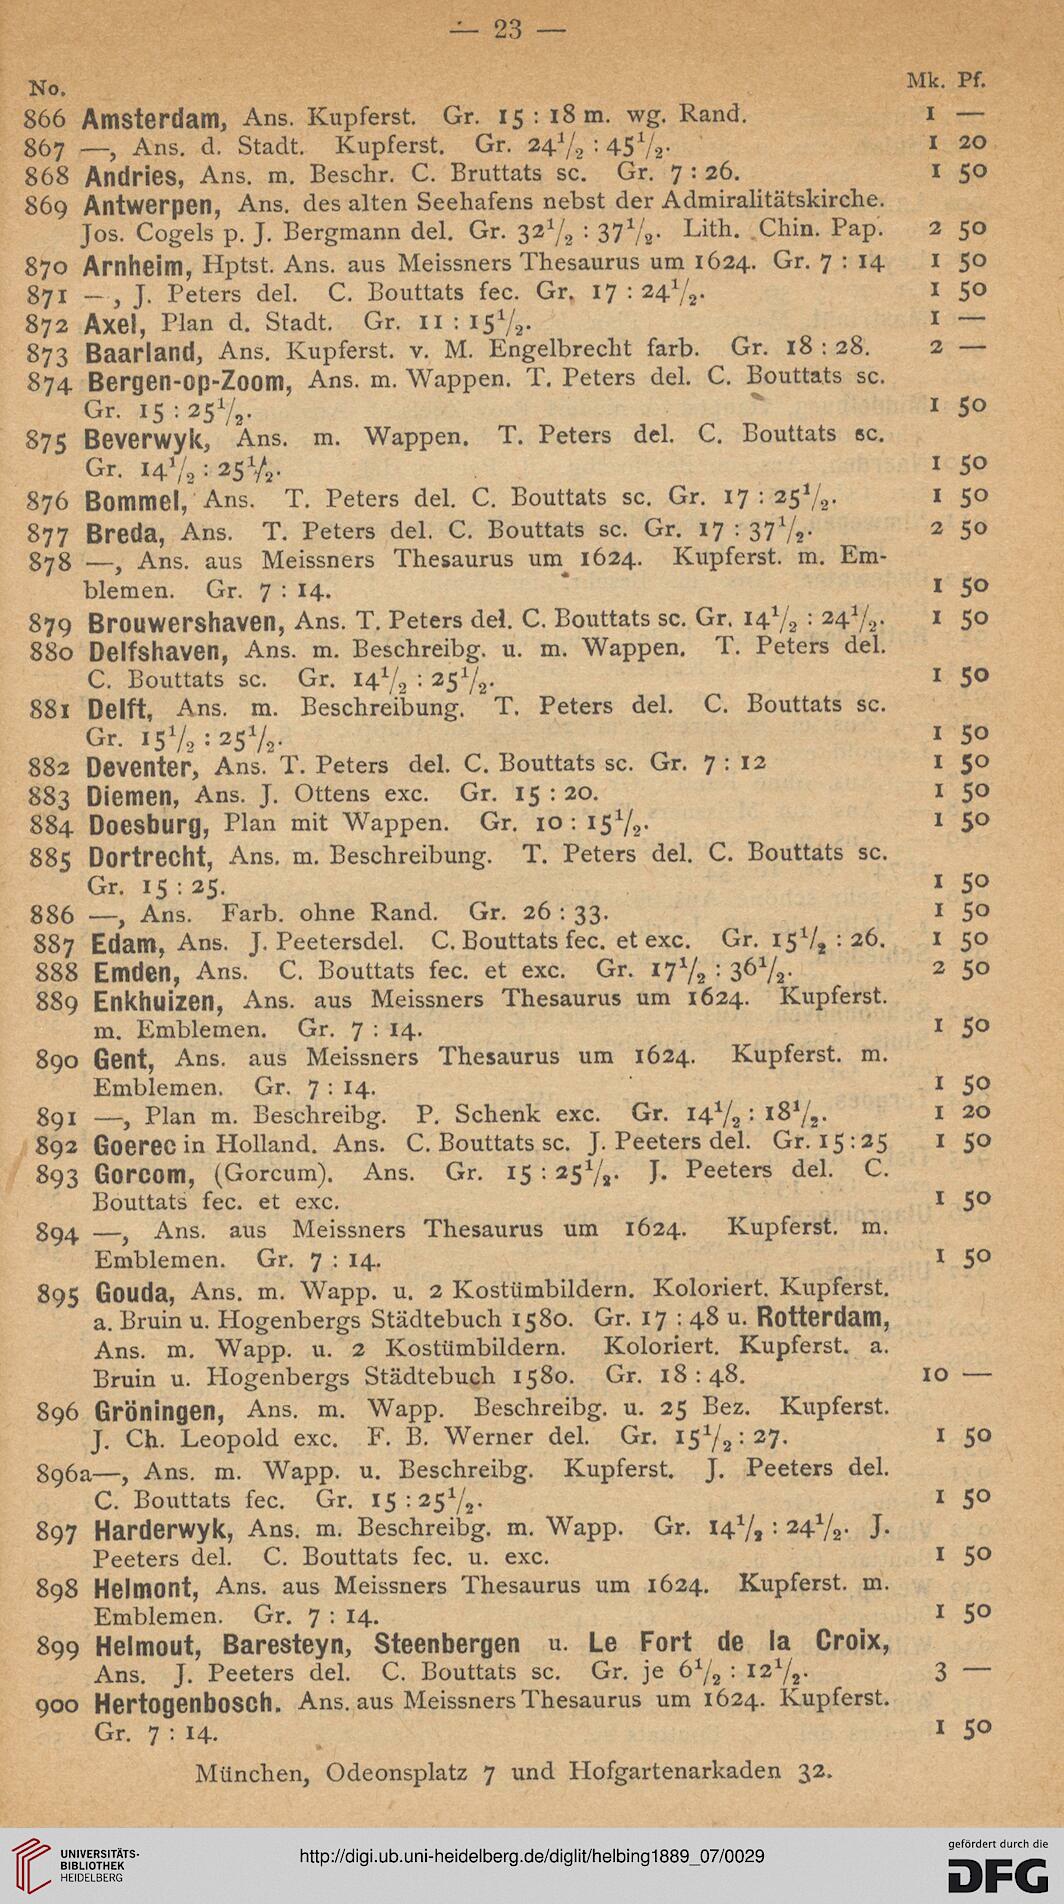 — 23 —
No. Mk. Pf.
866 Amsterdam, Ans. Kupferst. Gr. 15 : 18 m. wg. Rand. 1 —
867 —, Ans. d. Stadt. Kupferst. Gr. 24½ : 45½. 1 20
868 Andries, Ans. m. Beschr. C. Bruttats sc. Gr. 7 : 26. 1 50
869 Antwerpen, Ans. des alten Seehafens nebst der Admiralitätskirche.
Jos. Cogels p. J. Bergmann del. Gr. 32½ : 37½. Lith. Chin. Pap. 2 50
870 Arnheim, Hptst. Ans. aus Meissners Thesaurus um 1624. Gr. 7 : 14 1 50
871 —, J. Peters del. C. Bouttats fec. Gr. 17 : 24½. 1 50
872 Axel, Plan d. Stadt. Gr. 11 : 15½. 1 —
873 Baarland, Ans. Kupferst. v. M. Engelbrecht farb. Gr. 18 : 28. 2 —
874 Bergen-op-Zoom, Ans. m. Wappen. T. Peters del. C. Bouttats sc.
Gr. 15 : 25½. 1 50
875 Beverwyk, Ans. m. Wappen. T. Peters del. C. Bouttats sc.
Gr. 14½ : 25½. 1 50
876 Bommel, Ans. T. Peters del. C. Bouttats sc. Gr. 17 : 25½. 1 50
877 Breda, Ans. T. Peters del. C. Bouttats sc. Gr. 17 : 37½. 2 50
878 —, Ans. aus Meissners Thesaurus um 1624. Kupferst. m. Em-
blemen. Gr. 7 : 14. 1 50
879 Brouwershaven, Ans. T. Peters del. C. Bouttats sc. Gr. 14½ : 24½. 1 50
880 Delfshaven, Ans. m. Beschreibg. u. m. Wappen. T. Peters del.
C. Bouttats sc. Gr. 14½ : 25½. 1 50
881 Delft, Ans. m. Beschreibung. T. Peters del. C. Bouttats sc.
Gr. 15½ : 25½. 1 50
882 Deventer, Ans. T. Peters del. C. Bouttats sc. Gr. 7 : 12 1 50
883 Diemen, Ans. J. Ottens exc. Gr. 15 : 20. 1 50
884 Doesburg, Plan mit Wappen. Gr. 10 : 15½. 1 50
885 Dortrecht, Ans. m. Beschreibung. T. Peters del. C. Bouttats sc.
Gr. 15 : 25. 1 50
886 —, Ans. Farb. ohne Rand. Gr. 26 : 33. 1 50
887 Edam, Ans. J. Peetersdel. C. Bouttats fec. et exc. Gr. 15½ : 26. 1 50
888 Emden, Ans. C. Bouttats fec. et exc. Gr. 17½ : 36½. 2 50
889 Enkhuizen, Ans. aus Meissners Thesaurus um 1624. Kupferst.
m. Emblemen. Gr. 7 : 14. 1 50
890 Gent, Ans. aus Meissners Thesaurus um 1624. Kupferst. m.
Emblemen. Gr. 7 : 14. 1 50
891 —, Plan m. Beschreibg. P. Schenk exc. Gr. 14½ : 18½. 1 20
892 Goerec in Holland. Ans. C. Bouttats sc. J. Peeters del. Gr. 15 : 25 1 50
893 Gorcom, (Gorcum). Ans. Gr. 15 : 25½. J. Peeters del. C.
Bouttats fec. et exc. 1 50
894 —, Ans. aus Meissners Thesaurus um 1624. Kupferst. m.
Emblemen. Gr. 7 : 14. 1 50
895 Gouda, Ans. m. Wapp. u. 2 Kostümbildern. Koloriert. Kupferst.
a. Bruin u. Hogenbergs Städtebuch 1580. Gr. 17 : 48 u. Rotterdam,
Ans. m. Wapp. u. 2 Kostümbildern. Koloriert. Kupferst. a.
Bruin u. Hogenbergs Städtebuch 1580. Gr. 18 : 48. 10 —
896 Gröningen, Ans. m. Wapp. Beschreibg. u. 25 Bez. Kupferst.
J. Ch. Leopold exc. F. B. Werner del. Gr. 15½ : 27. 1 50
896a —, Ans. m. Wapp. u. Beschreibg. Kupferst. J. Peeters del.
C. Bouttats fec. Gr. 15 : 25½. 1 50
897 Harderwyk, Ans. m. Beschreibg. m. Wapp. Gr. 14½ : 24½. J.
Peeters del. C. Bouttats fec. u. exc. 1 50
898 Helmont, Ans. aus Meissners Thesaurus um 1624. Kupferst. m.
Emblemen. Gr. 7 : 14. 1 50
899 Helmout, Baresteyn, Steenbergen u. Le Fort de la Croix,
Ans. J. Peeters del. C. Bouttats sc. Gr. je 6½ : 12½. 3 —
900 Hertogenbosch. Ans. aus Meissners Thesaurus um 1624. Kupferst.
Gr. 7 : 14. 1 50
München, Odeonsplatz 7 und Hofgartenarkaden 32.
UNIVERSITÄTS-
BIBLIOTHEK
HEIDELBERG
http://digi.ub.uni-heidelberg.de/diglit/helbing1889_07/0029
gefördert durch die
DFG